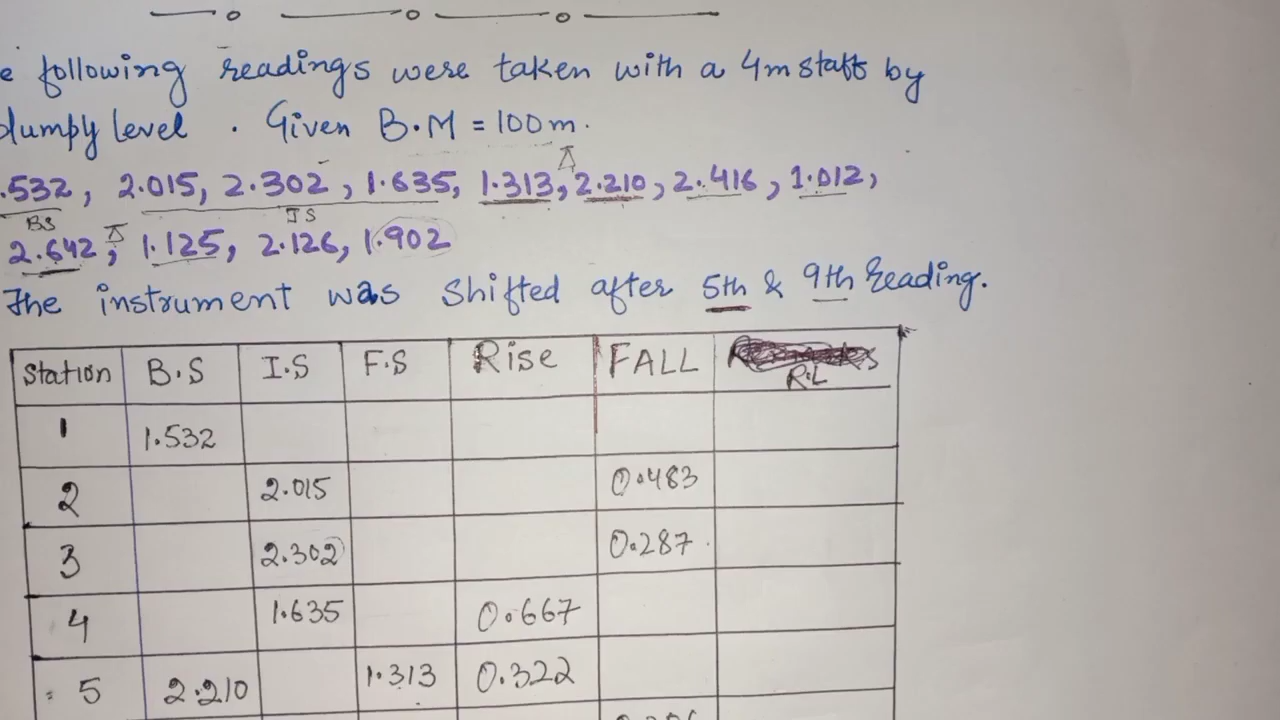 e following readings were taken with a 4m staff by
dumpy level . Given B.M = 100m.
.532, 2.015, 2.302, 1.635, 1.313, 2.210, 2.416, 1.012,
BS IS
2.642, 1.125, 2.126, 1.902
The instrument was shifted after 5th & 9th Reading.
Station B.S I.S F.S Rise FALL R.L
1 1.532
2 2.015 0.483
3 2.302 0.287
4 1.635 0.667
5 2.210 1.313 0.322